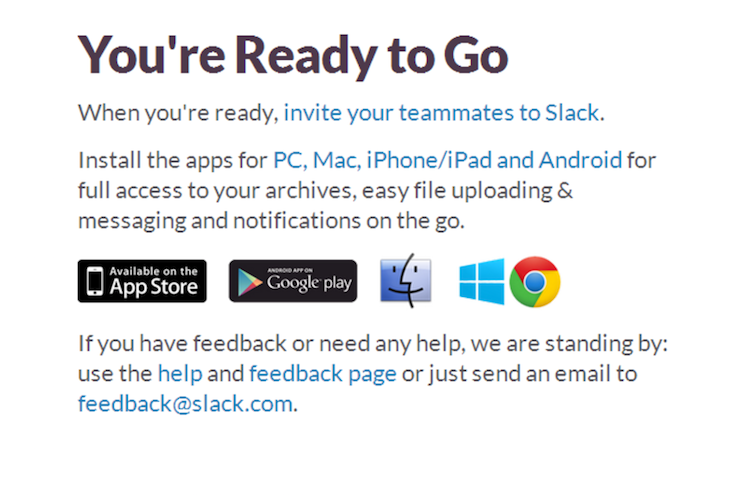 You're Ready to Go
When you're ready, invite your teammates to Slack.
Install the apps for PC, Mac, iPhone/iPad and Android for
full access to your archives, easy file uploading &
messaging and notifications on the go.
Available on the
App Store
ANDROID APP ON
Google play
If you have feedback or need any help, we are standing by:
use the help and feedback page or just send an email to
feedback@slack.com.